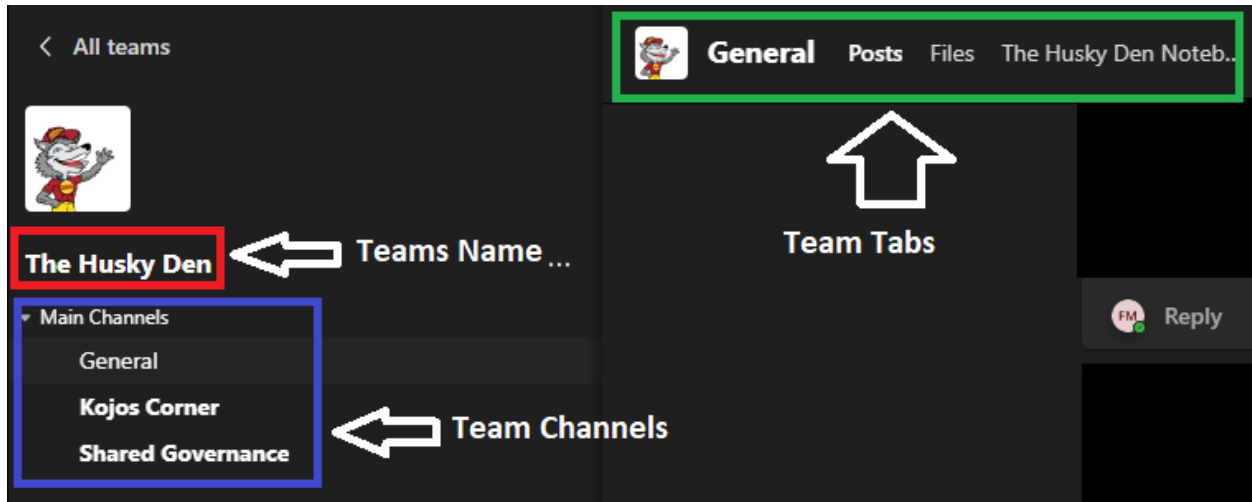 All teams
The Husky Den
Teams Name ...
Main Channels
General
Kojos Corner
Shared Governance
Team Channels
General Posts Files The Husky Den Noteb...
Team Tabs
FM Reply